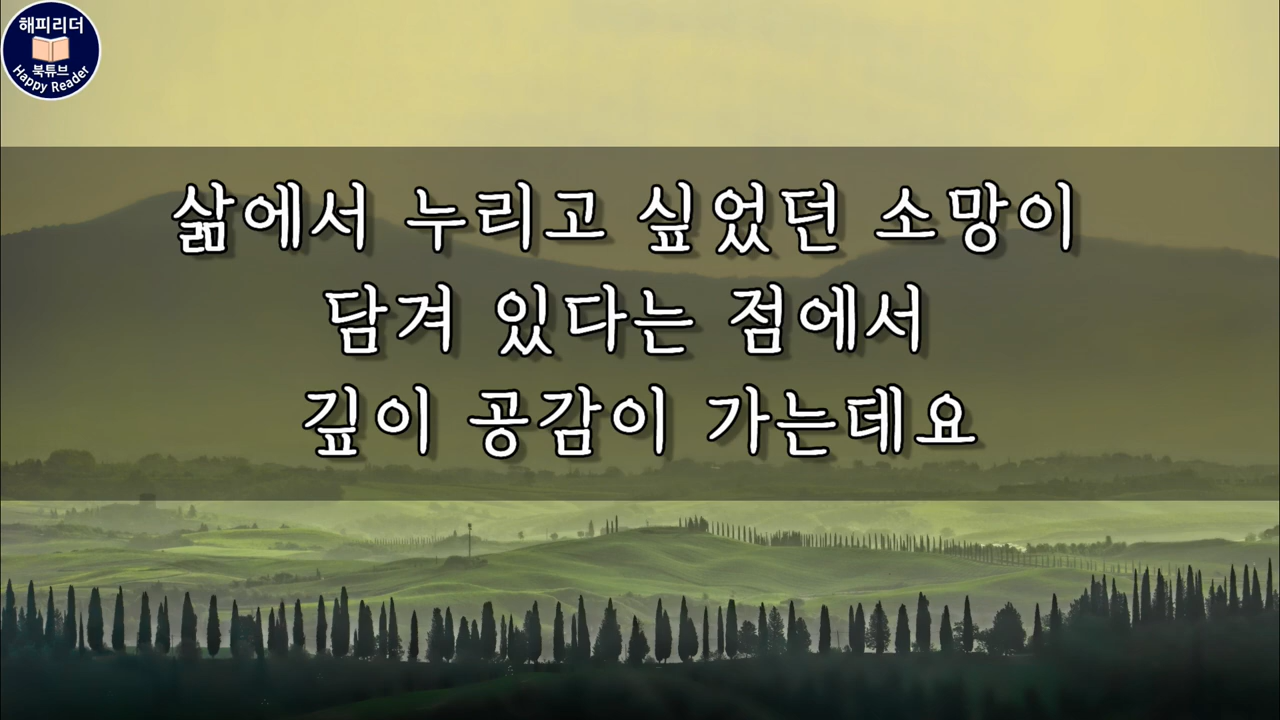 해피리더
북튜브
Happy Reader
삶에서 누리고 싶었던 소망이
담겨 있다는 점에서
깊이 공감이 가는데요